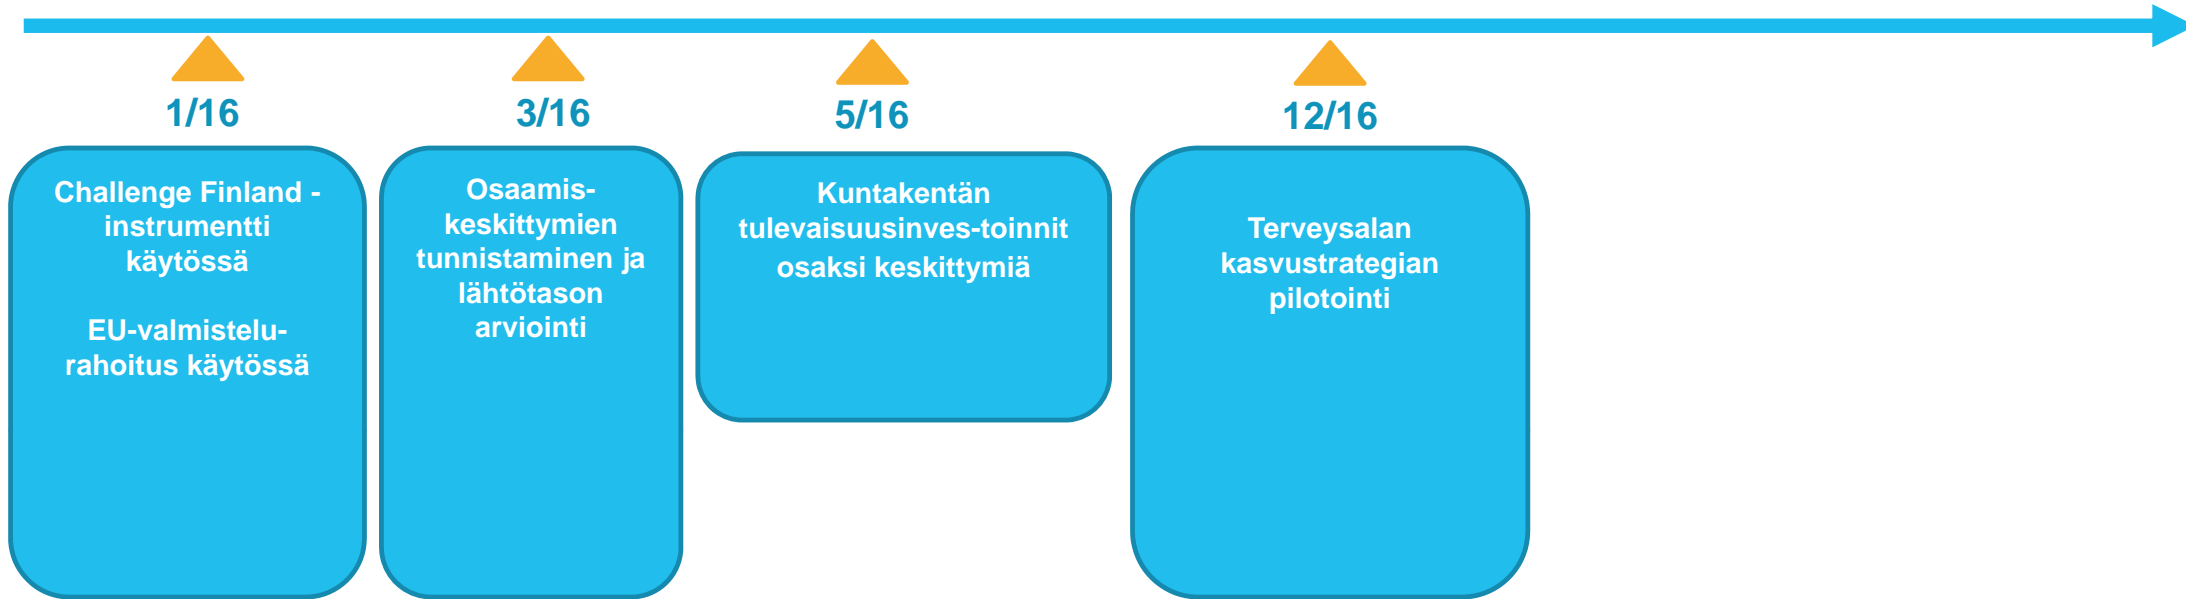 1/16
3/16
5/16
12/16
Challenge Finland -
instrumentti
käytössä
EU-valmistelu-
rahoitus käytössä
Osaamis-
keskittymien
tunnistaminen ja
lähtötason
arviointi
Kuntakentän
tulevaisuusinves-toinnit
osaksi keskittymiä
Terveysalan
kasvustrategian
pilotointi